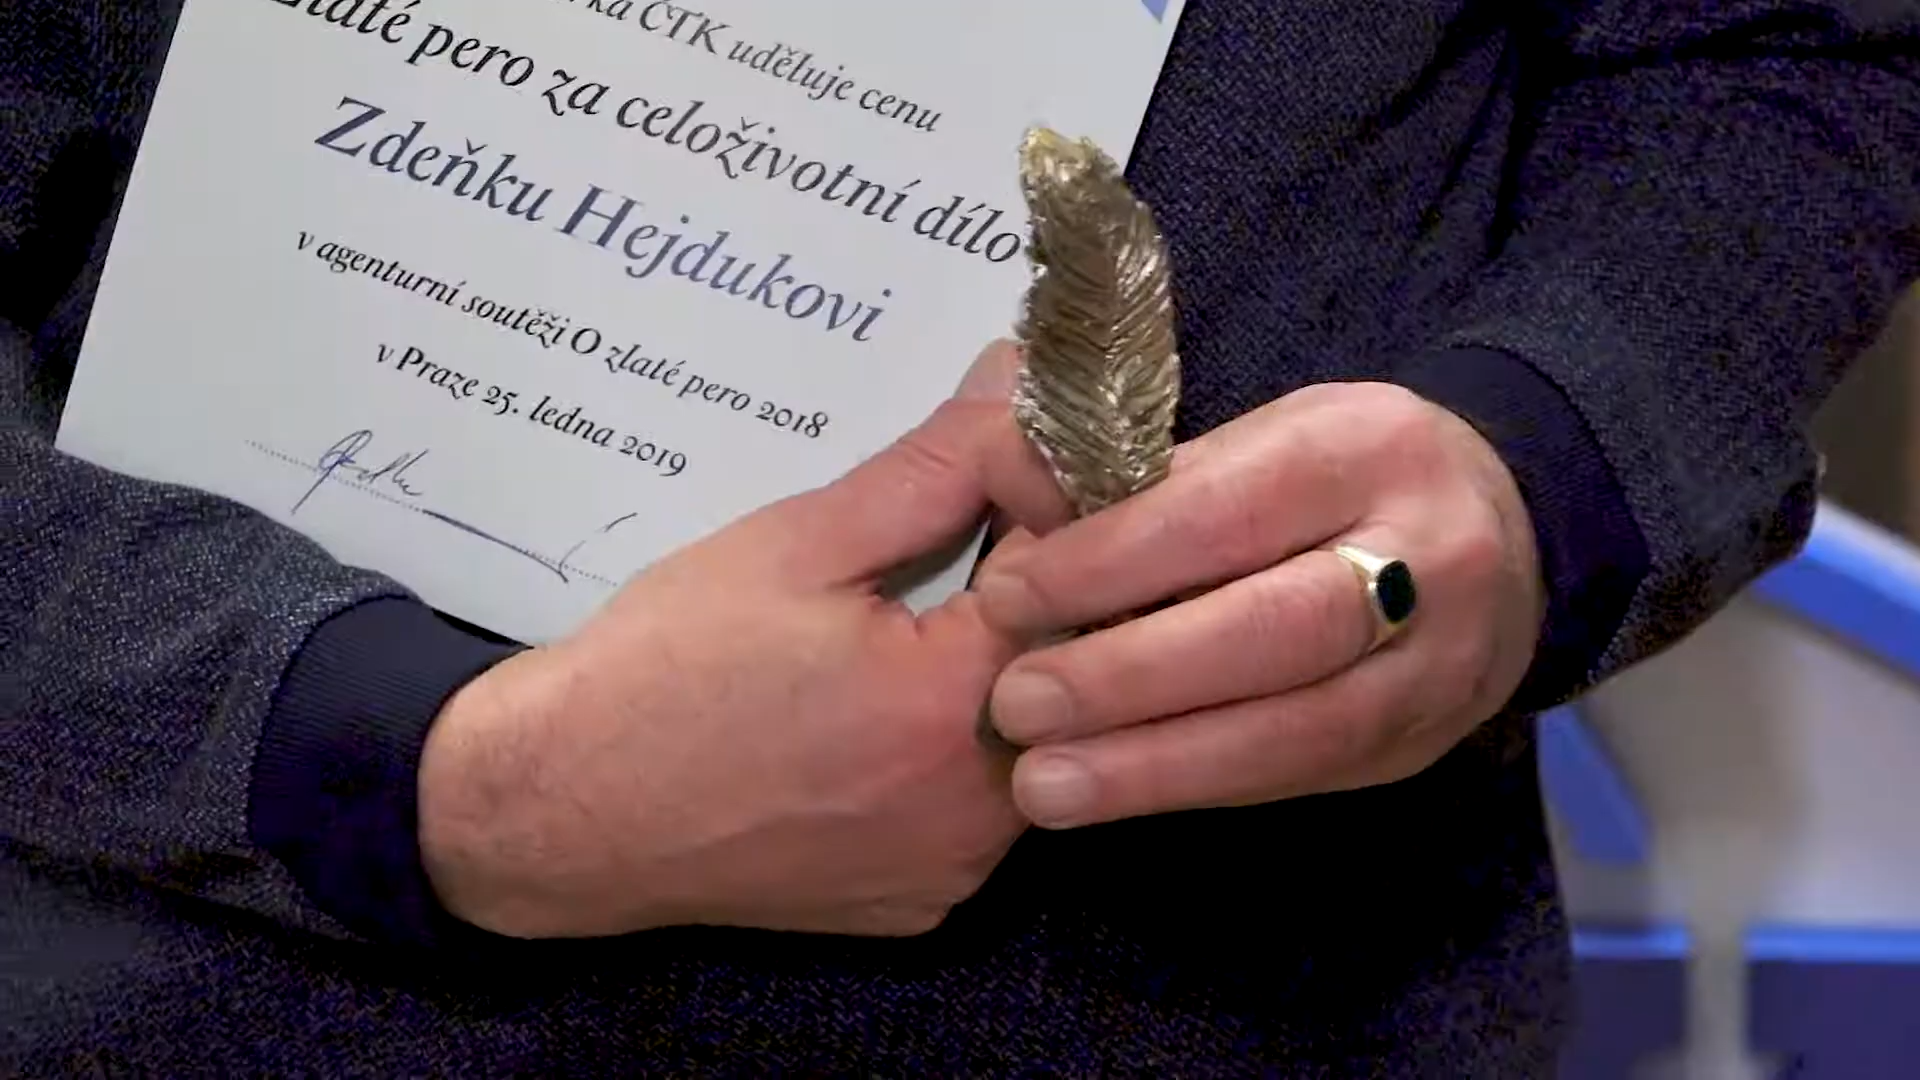 ČTK uděluje cenu
Zlaté pero za celoživotní dílo
Zdeňku Hejdukovi
v agenturní soutěži O zlaté pero 2018
v Praze 25. ledna 2019